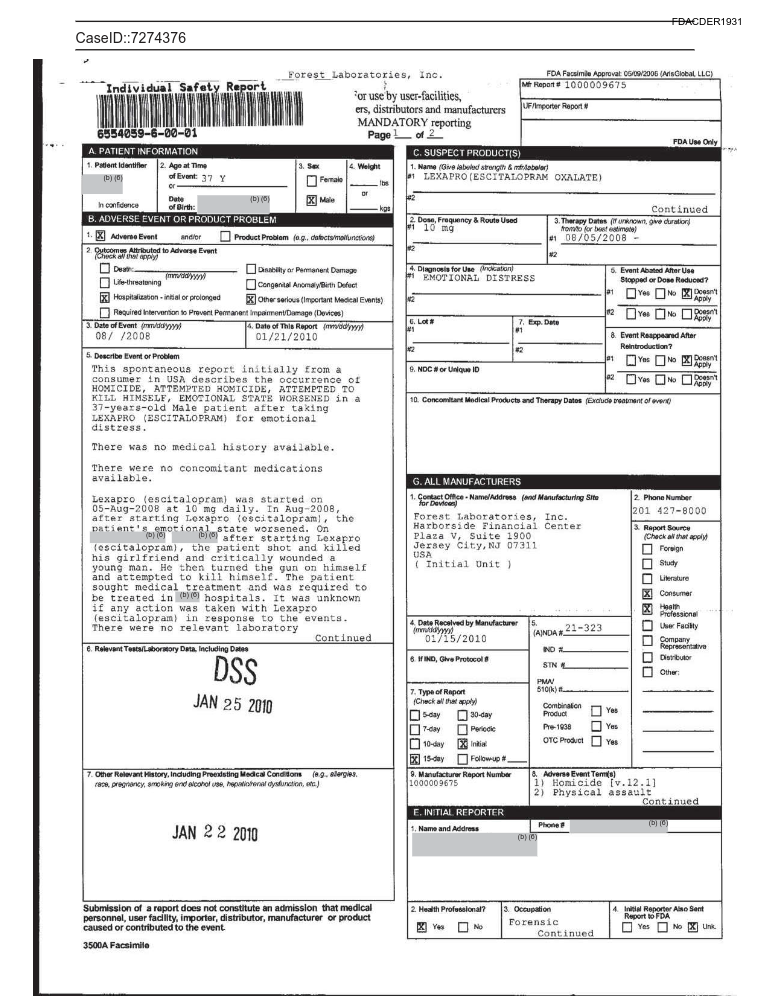 FDACDER1931
CaseID::7274376
Forest Laboratories, Inc.
FDA Facsimile Approval: 05/09/2006 (ArisGlobal, LLC)
Individual Safety Report
6554059-6-00-01
or use by user-facilities,
ers, distributors and manufacturers
MANDATORY reporting
Page 1 of 2
Mfr Report # 1000009675
UF/Importer Report #
FDA Use Only
A. PATIENT INFORMATION
1. Patient Identifier
(b) (6)
In confidence
2. Age at Time
of Event: 37 Y
or
Date
of Birth:
(b) (6)
3. Sex
Female
X Male
4. Weight
lbs
or
kgs
B. ADVERSE EVENT OR PRODUCT PROBLEM
1. X Adverse Event and/or Product Problem (e.g., defects/malfunctions)
2. Outcomes Attributed to Adverse Event
(Check all that apply)
Death:
(mm/dd/yyyy)
Disability or Permanent Damage
Life-threatening
Congenital Anomaly/Birth Defect
X Hospitalization - initial or prolonged
X Other serious (Important Medical Events)
Required Intervention to Prevent Permanent Impairment/Damage (Devices)
3. Date of Event (mm/dd/yyyy)
08/ /2008
4. Date of This Report (mm/dd/yyyy)
01/21/2010
5. Describe Event or Problem
This spontaneous report initially from a
consumer in USA describes the occurrence of
HOMICIDE, ATTEMPTED HOMICIDE, ATTEMPTED TO
KILL HIMSELF, EMOTIONAL STATE WORSENED in a
37-years-old Male patient after taking
LEXAPRO (ESCITALOPRAM) for emotional
distress.
There was no medical history available.
There were no concomitant medications
available.
Lexapro (escitalopram) was started on
05-Aug-2008 at 10 mg daily. In Aug-2008,
after starting Lexapro (escitalopram), the
patient's emotional state worsened. On
(b) (6) (b) (6) after starting Lexapro
(escitalopram), the patient shot and killed
his girlfriend and critically wounded a
young man. He then turned the gun on himself
and attempted to kill himself. The patient
sought medical treatment and was required to
be treated in (b) (6) hospitals. It was unknown
if any action was taken with Lexapro
(escitalopram) in response to the events.
There were no relevant laboratory
Continued
6. Relevant Tests/Laboratory Data, Including Dates
DSS
JAN 25 2010
7. Other Relevant History, Including Preexisting Medical Conditions (e.g., allergies,
race, pregnancy, smoking and alcohol use, hepatic/renal dysfunction, etc.)
JAN 22 2010
Submission of a report does not constitute an admission that medical
personnel, user facility, importer, distributor, manufacturer or product
caused or contributed to the event.
3500A Facsimile
C. SUSPECT PRODUCT(S)
1. Name (Give labeled strength & mfr/labeler)
#1 LEXAPRO(ESCITALOPRAM OXALATE)
#2
Continued
2. Dose, Frequency & Route Used
#1 10 mg
#2
3. Therapy Dates (If unknown, give duration)
from/to (or best estimate)
#1 08/05/2008 -
#2
4. Diagnosis for Use (Indication)
#1 EMOTIONAL DISTRESS
#2
5. Event Abated After Use
Stopped or Dose Reduced?
#1 Yes No X Doesn't Apply
#2 Yes No Doesn't Apply
6. Lot #
#1
#2
7. Exp. Date
#1
#2
8. Event Reappeared After
Reintroduction?
#1 Yes No X Doesn't Apply
#2 Yes No Doesn't Apply
9. NDC # or Unique ID
10. Concomitant Medical Products and Therapy Dates (Exclude treatment of event)
G. ALL MANUFACTURERS
1. Contact Office - Name/Address (and Manufacturing Site
for Devices)
Forest Laboratories, Inc.
Harborside Financial Center
Plaza V, Suite 1900
Jersey City,NJ 07311
USA
( Initial Unit )
2. Phone Number
201 427-8000
3. Report Source
(Check all that apply)
Foreign
Study
Literature
X Consumer
X Health Professional
User Facility
Company Representative
Distributor
Other:
4. Date Received by Manufacturer
(mm/dd/yyyy)
01/15/2010
5.
(A)NDA # 21-323
IND #
STN #
PMA/
510(k) #
Combination
Product Yes
Pre-1938 Yes
OTC Product Yes
6. If IND, Give Protocol #
7. Type of Report
(Check all that apply)
5-day 30-day
7-day Periodic
10-day X Initial
X 15-day Follow-up #
9. Manufacturer Report Number
1000009675
8. Adverse Event Term(s)
1) Homicide [v.12.1]
2) Physical assault
Continued
E. INITIAL REPORTER
1. Name and Address
(b) (6)
Phone #
(b) (6)
2. Health Professional?
X Yes No
3. Occupation
Forensic
Continued
4. Initial Reporter Also Sent
Report to FDA
Yes No X Unk.